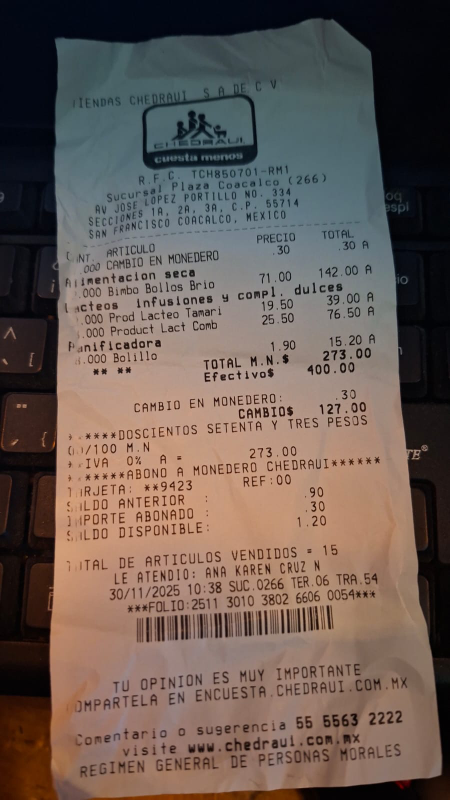 TIENDAS CHEDRAUI S A DE C V
CHEDRAUI
cuesta menos
R.F.C. TCH850701-RM1
Sucursal Plaza Coacalco (266)
AV JOSE LOPEZ PORTILLO NO. 334
SECCIONES 1A, 2A, 3A, C.P. 55714
SAN FRANCISCO COACALCO, MEXICO
CANT. ARTICULO PRECIO TOTAL
.000 CAMBIO EN MONEDERO .30 .30 A
Alimentacion seca
.000 Bimbo Bollos Brio 71.00 142.00 A
Lacteos infusiones y compl. dulces
.000 Prod Lacteo Tamari 19.50 39.00 A
.000 Product Lact Comb 25.50 76.50 A
Panificadora
.000 Bolillo 1.90 15.20 A
** ** TOTAL M.N.$ 273.00
Efectivo$ 400.00
CAMBIO EN MONEDERO: .30
CAMBIO$ 127.00
******DOSCIENTOS SETENTA Y TRES PESOS
00/100 M.N
IVA 0% A = 273.00
******ABONO A MONEDERO CHEDRAUI******
TARJETA: **9423 REF:00
SALDO ANTERIOR : .90
IMPORTE ABONADO : .30
SALDO DISPONIBLE: 1.20
TOTAL DE ARTICULOS VENDIDOS = 15
LE ATENDIO: ANA KAREN CRUZ N
30/11/2025 10:38 SUC.0266 TER.06 TRA.54
***FOLIO:2511 3010 3802 6606 0054***
TU OPINION ES MUY IMPORTANTE
COMPARTELA EN ENCUESTA.CHEDRAUI.COM.MX
Comentario o sugerencia 55 5563 2222
visite www.chedraui.com.mx
REGIMEN GENERAL DE PERSONAS MORALES